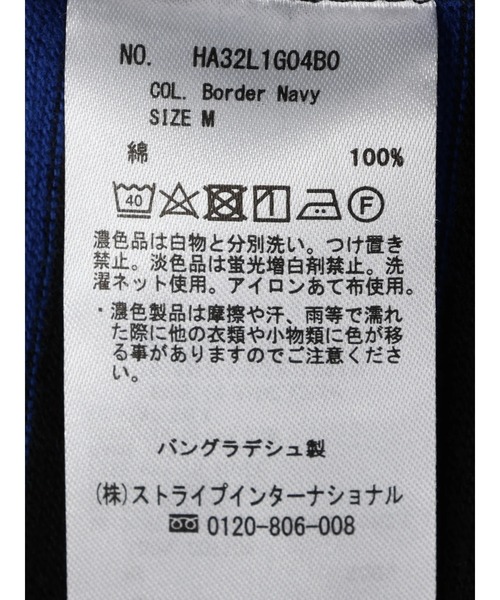 NO. HA32L1G04B0
COL. Border Navy
SIZE M
綿 100%
40
濃色品は白物と分別洗い。つけ置き
禁止。淡色品は蛍光増白剤禁止。洗
濯ネット使用。アイロンあて布使用。
・濃色製品は摩擦や汗、雨等で濡れ
た際に他の衣類や小物類に色が移
る事がありますのでご注意くださ
い。
バングラデシュ製
(株)ストライプインターナショナル
0120-806-008